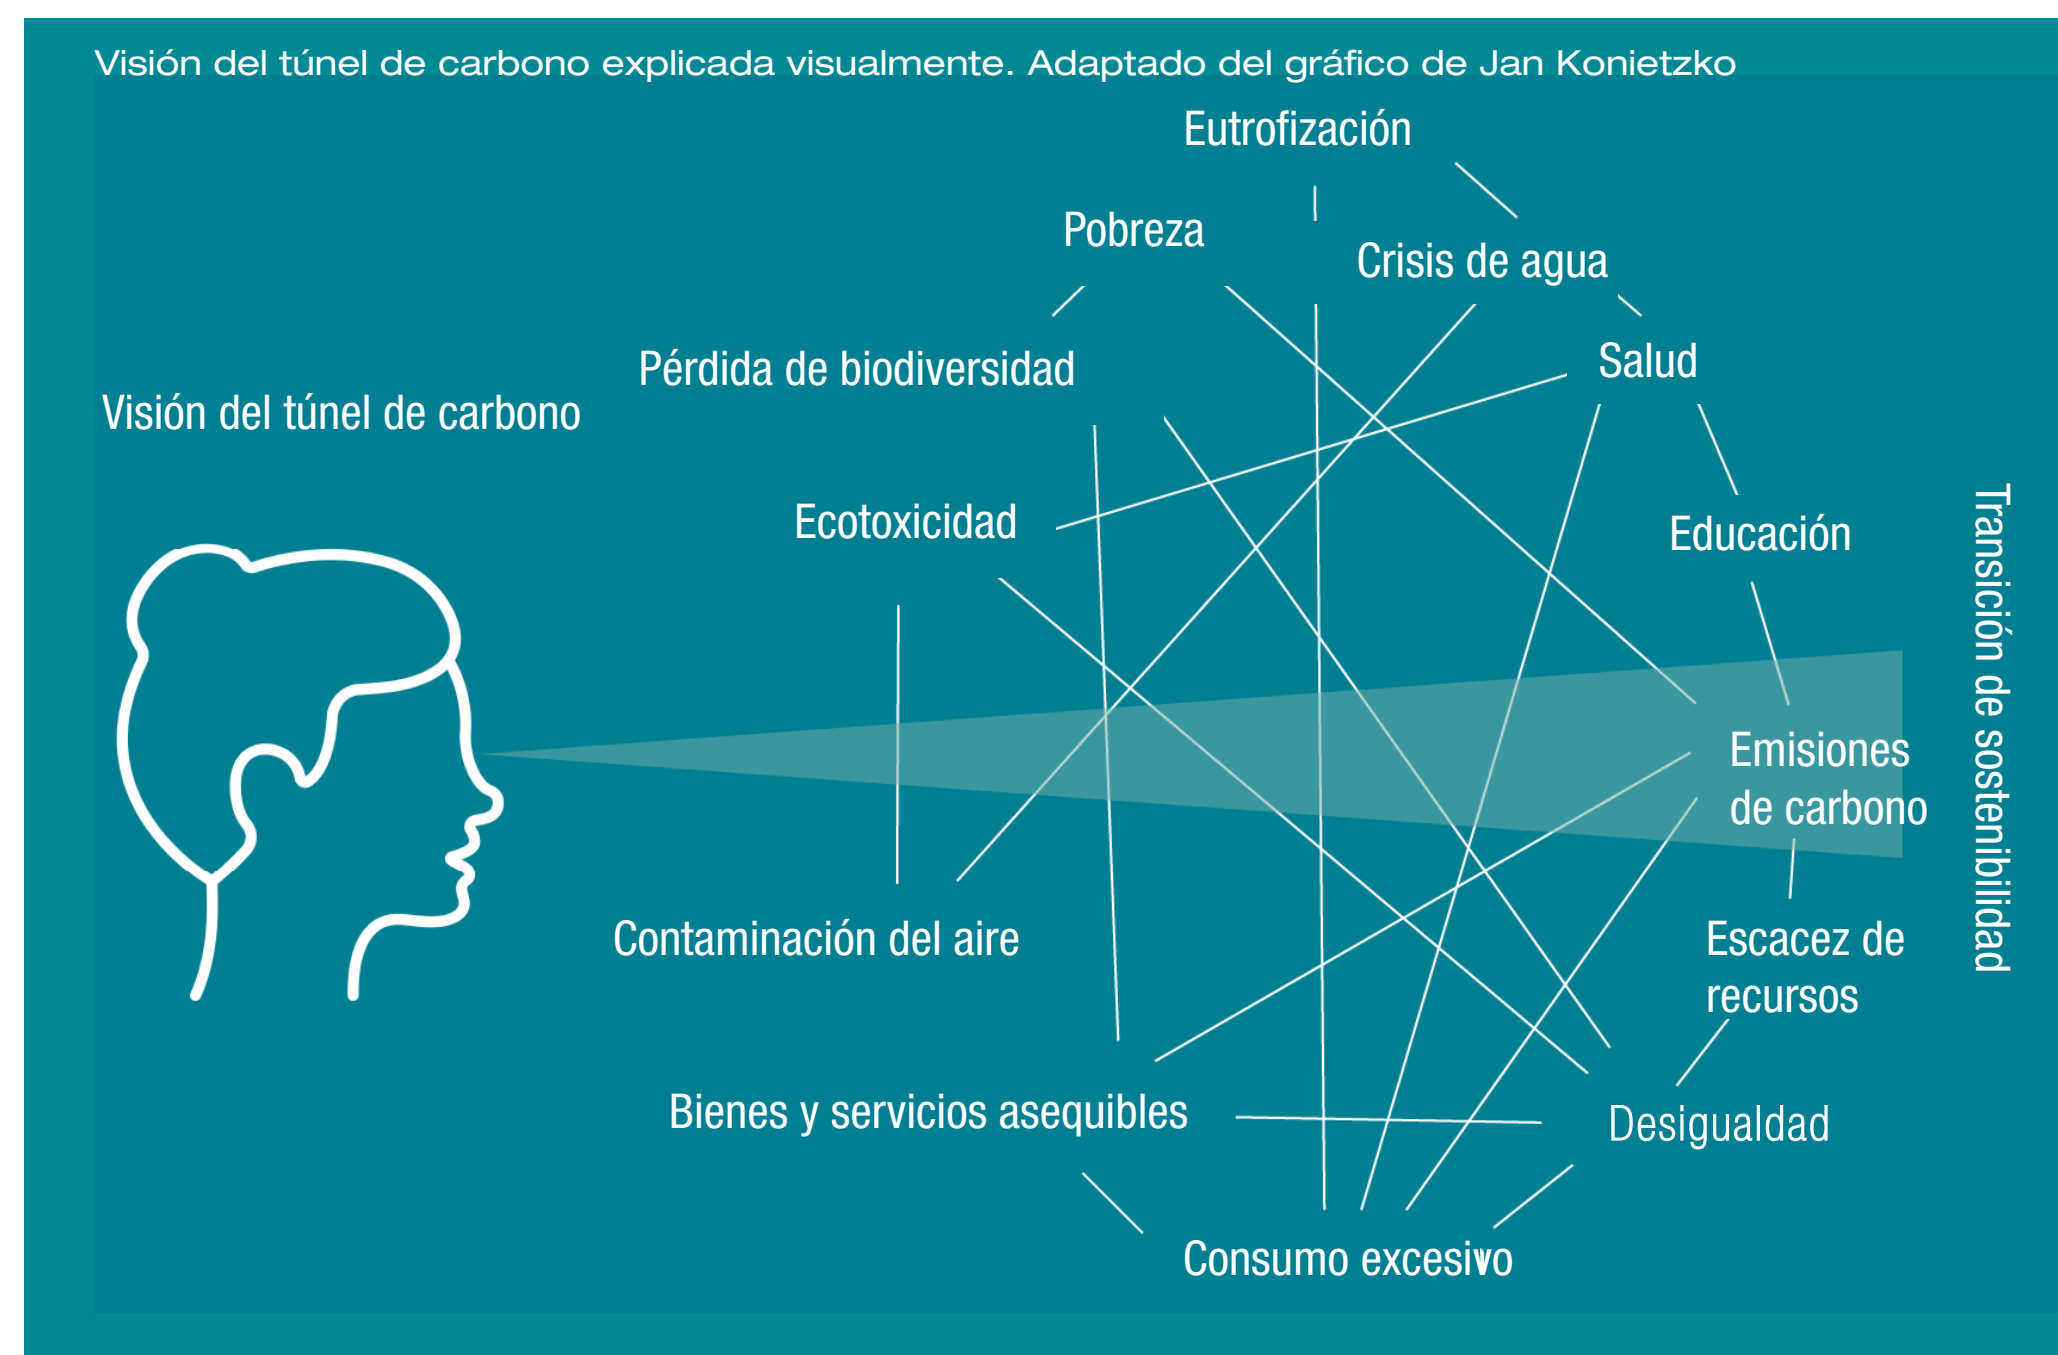 Visión del túnel de carbono explicada visualmente. Adaptado del gráfico de Jan Konietzko
Eutrofización
Pobreza
Crisis de agua
Salud
Pérdida de biodiversidad
Visión del túnel de carbono
Ecotoxicidad
Educación
Transición de sostenibilidad
Emisiones
de carbono
Contaminación del aire
Escacez de
recursos
Bienes y servicios asequibles
Desigualdad
Consumo excesivo